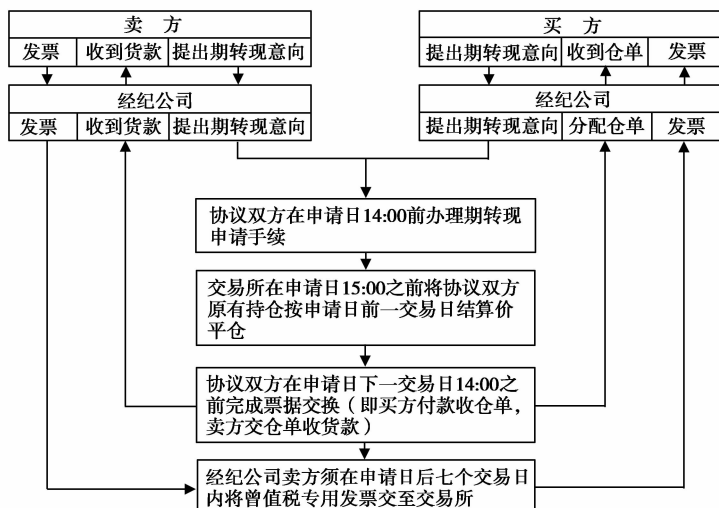 卖 方
发票 收到货款 提出期转现意向
经纪公司
发票 收到货款 提出期转现意向
买 方
提出期转现意向 收到仓单 发票
经纪公司
提出期转现意向 分配仓单 发票
协议双方在申请日14:00前办理期转现
申请手续
交易所在申请日15:00之前将协议双方
原有持仓按申请日前一交易日结算价
平仓
协议双方在申请日下一交易日14:00之
前完成票据交换（即买方付款收仓单，
卖方交仓单收货款）
经纪公司卖方须在申请日后七个交易日
内将曾值税专用发票交至交易所